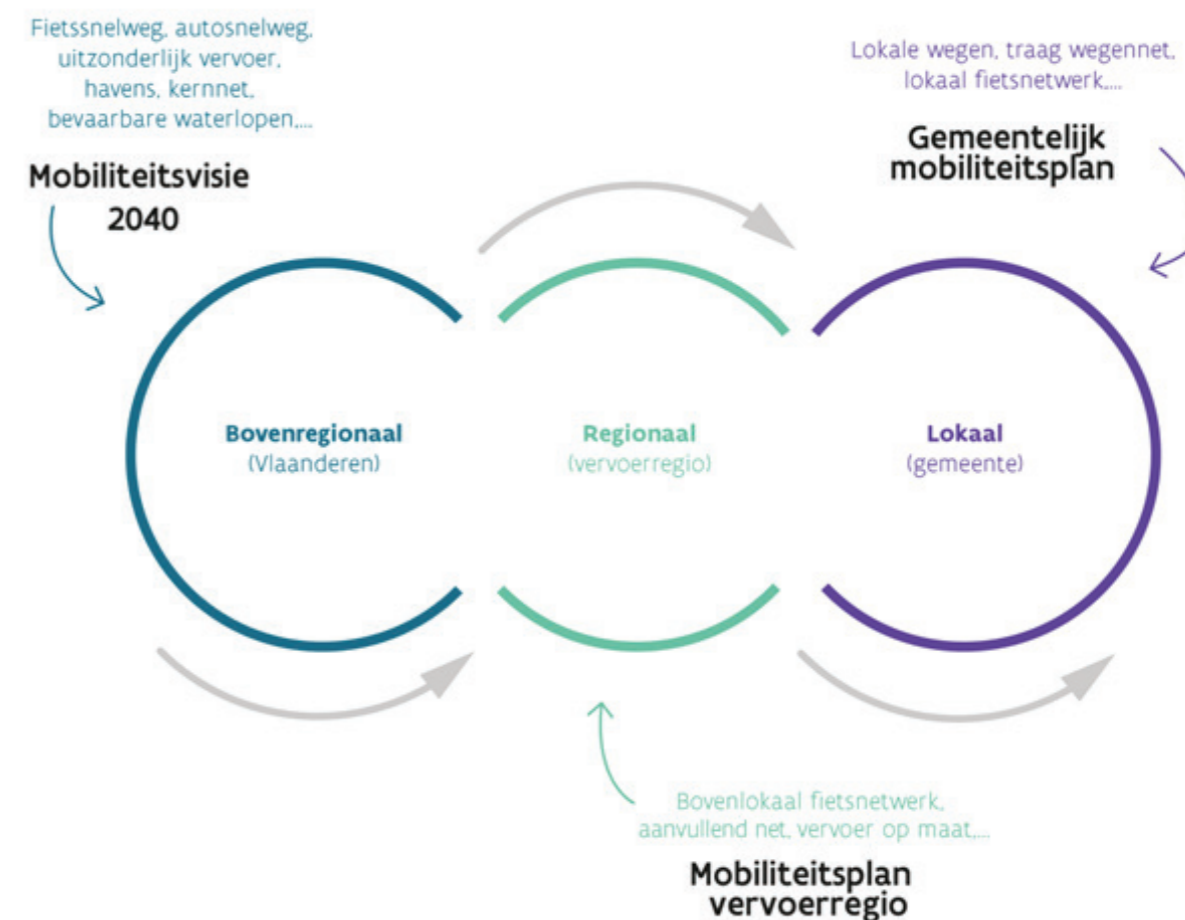 Fietssnelweg, autosnelweg,
uitzonderlijk vervoer,
havens, kernnet,
bevaarbare waterlopen,...
Mobiliteitsvisie
2040
Lokale wegen, traag wegennet,
lokaal fietsnetwerk,...
Gemeentelijk
mobiliteitsplan
Bovenregionaal
(Vlaanderen)
Regionaal
(vervoerregio)
Lokaal
(gemeente)
Bovenlokaal fietsnetwerk,
aanvullend net, vervoer op maat,...
Mobiliteitsplan
vervoerregio